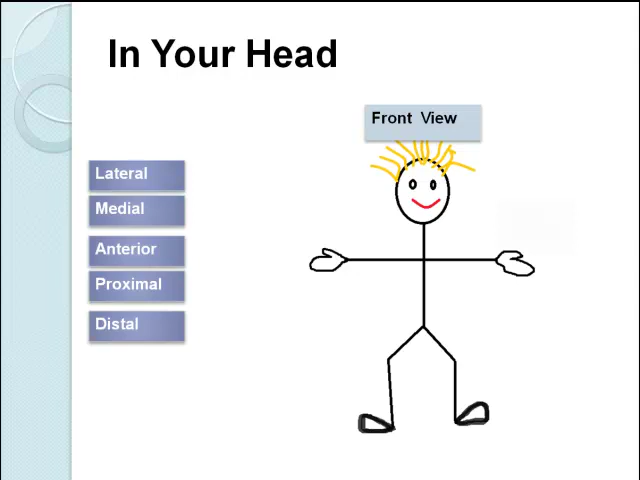 In Your Head
Front View
Lateral
Medial
Anterior
Proximal
Distal